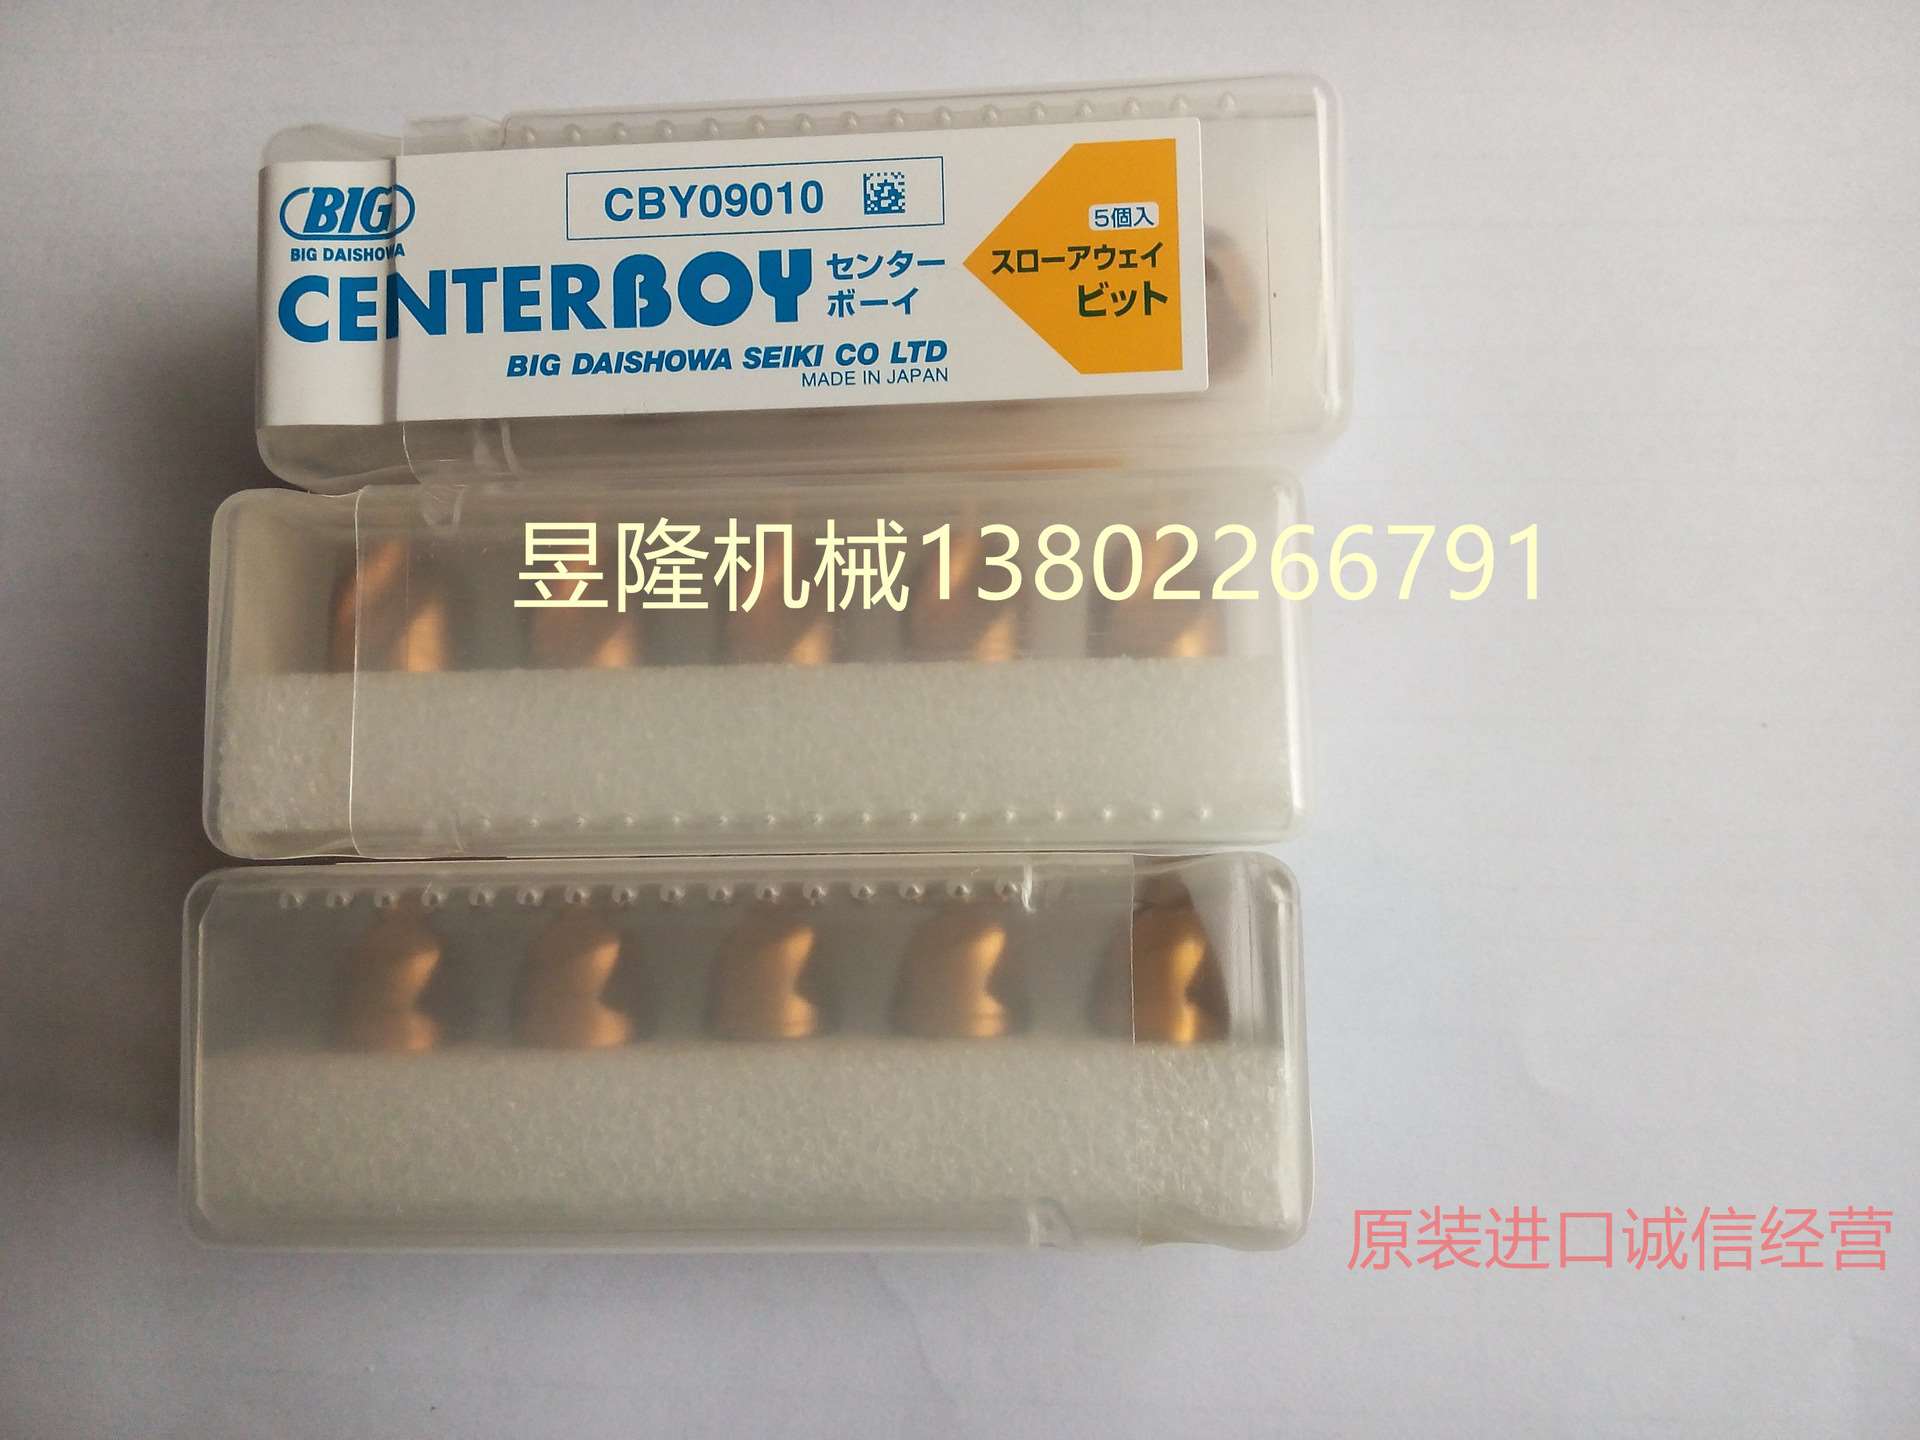 BIG
BIG DAISHOWA
CBY09010
CENTERBOY
センター
ボーイ
BIG DAISHOWA SEIKI CO LTD
MADE IN JAPAN
5個入
スローアウェイ
ビット
昱隆机械13802266791
原装进口诚信经营